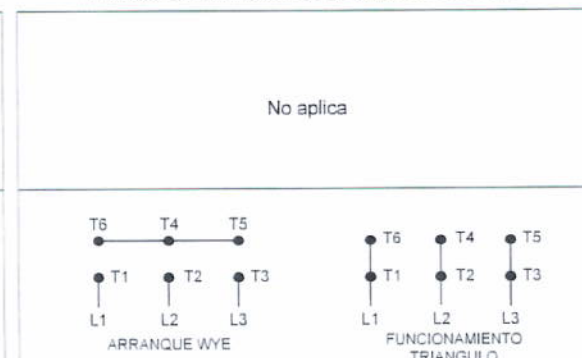 No aplica
T6 T4 T5
T1 T2 T3
L1 L2 L3
ARRANQUE WYE
T6 T4 T5
T1 T2 T3
L1 L2 L3
FUNCIONAMIENTO
TRIANGULO